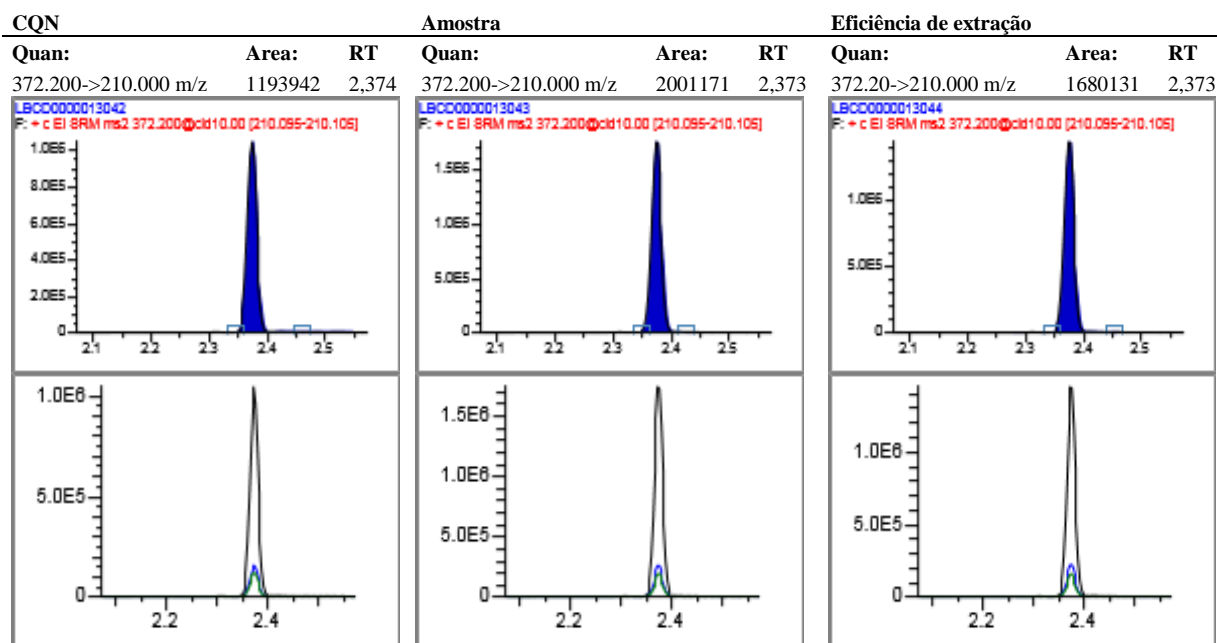 CQN Amostra Eficiência de extração
Quan: Area: RT Quan: Area: RT Quan: Area: RT
372.200->210.000 m/z 1193942 2,374 372.200->210.000 m/z 2001171 2,373 372.20->210.000 m/z 1680131 2,373
LBCD0000013042 LBCD0000013043 LBCD0000013044
F: + c EI SRM ms2 372.200@cid10.00 [210.095-210.105] F: + c EI SRM ms2 372.200@cid10.00 [210.095-210.105] F: + c EI SRM ms2 372.200@cid10.00 [210.095-210.105]
1.0E6 1.5E6 1.0E6
8.0E5 1.0E6 5.0E5
6.0E5 5.0E5 0
4.0E5 0
2.0E5
0
2.1 2.2 2.3 2.4 2.5 2.1 2.2 2.3 2.4 2.5 2.1 2.2 2.3 2.4 2.5
1.0E6 1.5E6 1.0E6
5.0E5 1.0E6 5.0E5
0 5.0E5 0
0
2.2 2.4 2.2 2.4 2.2 2.4